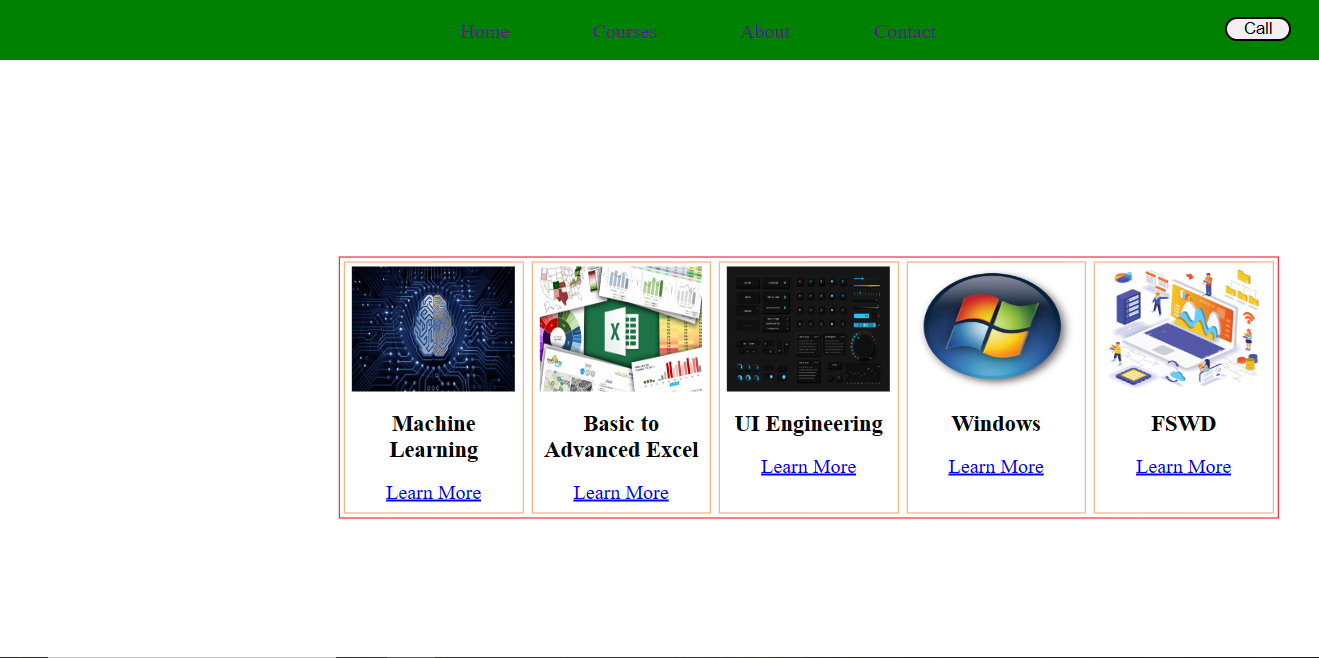 Home Courses About Contact Call
Machine
Learning
Learn More
Basic to
Advanced Excel
Learn More
UI Engineering
Learn More
Windows
Learn More
FSWD
Learn More
X